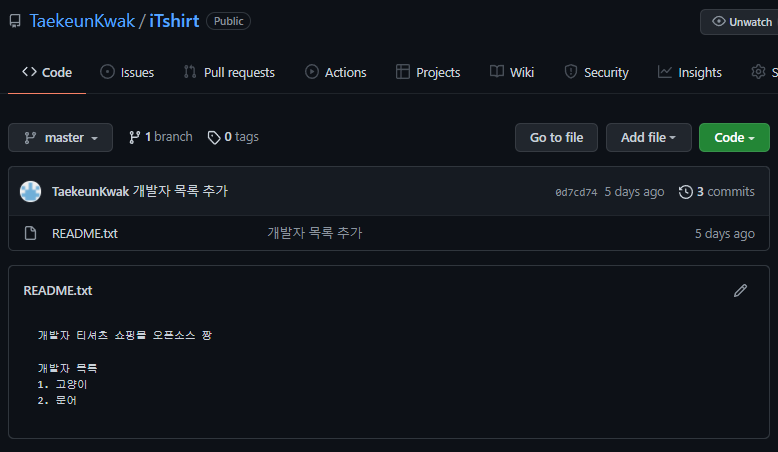 TaekeunKwak / iTshirt Public Unwatch
Code Issues Pull requests Actions Projects Wiki Security Insights S
master 1 branch 0 tags Go to file Add file Code
TaekeunKwak 개발자 목록 추가 0d7cd74 5 days ago 3 commits
README.txt 개발자 목록 추가 5 days ago
README.txt
개발자 티셔츠 쇼핑몰 오픈소스 짱
개발자 목록
1. 고양이
2. 문어